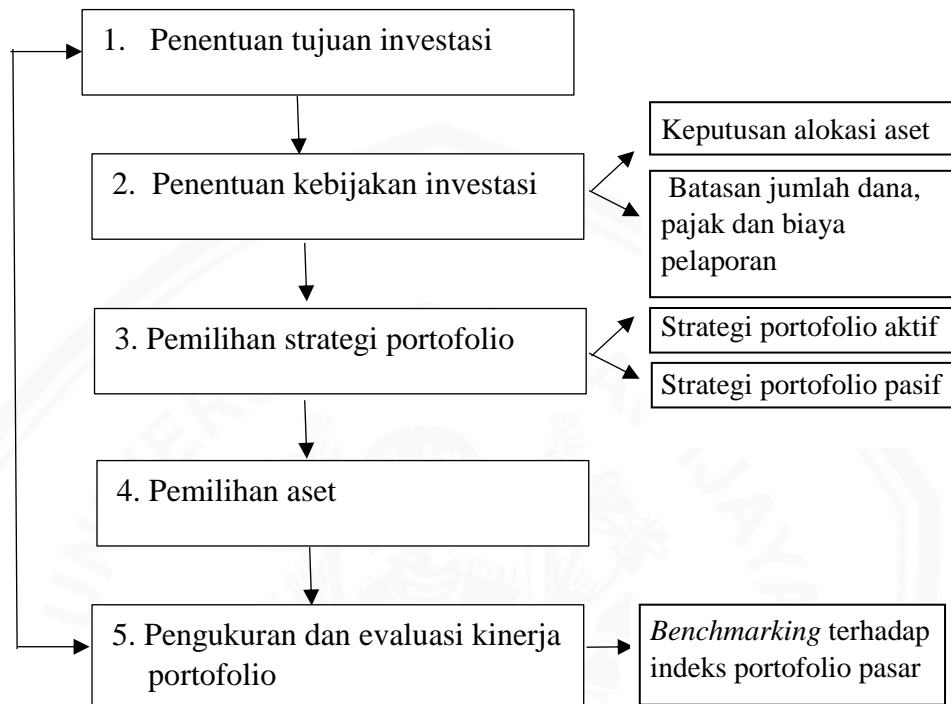 1. Penentuan tujuan investasi
2. Penentuan kebijakan investasi
Keputusan alokasi aset
Batasan jumlah dana,
pajak dan biaya
pelaporan
3. Pemilihan strategi portofolio
Strategi portofolio aktif
Strategi portofolio pasif
4. Pemilihan aset
5. Pengukuran dan evaluasi kinerja
portofolio
Benchmarking terhadap
indeks portofolio pasar